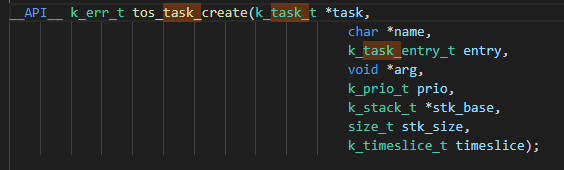 __API__ k_err_t tos_task_create(k_task_t *task,
char *name,
k_task_entry_t entry,
void *arg,
k_prio_t prio,
k_stack_t *stk_base,
size_t stk_size,
k_timeslice_t timeslice);